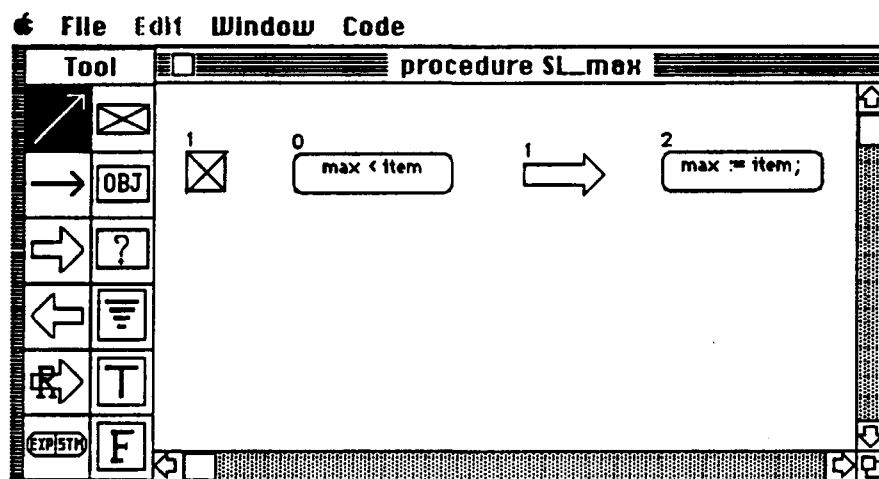 File Edit Window Code
Tool
procedure SL_max
1
0
max < item
1
2
max := item;
OBJ
?
R
T
EXP STM
F